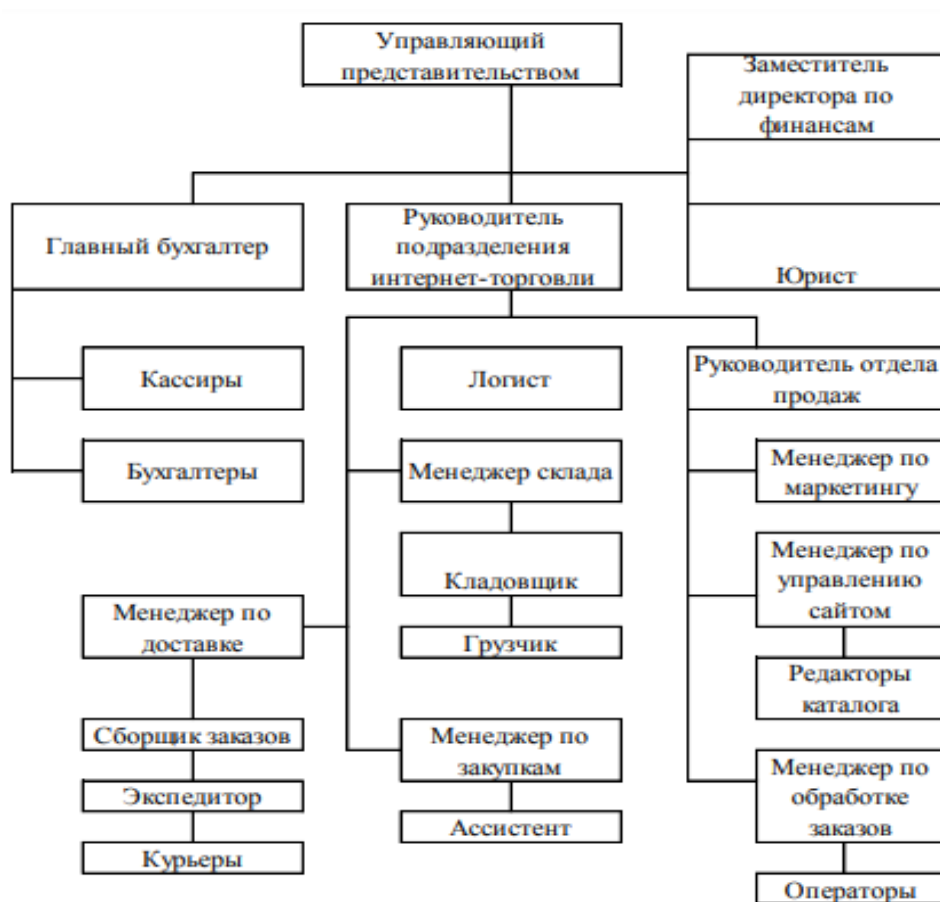 Управляющий
представительством
Заместитель
директора по
финансам
Главный бухгалтер
Руководитель
подразделения
интернет-торговли
Юрист
Кассиры
Логист
Руководитель отдела
продаж
Бухгалтеры
Менеджер склада
Менеджер по
маркетингу
Кладовщик
Менеджер по
управлению
сайтом
Менеджер по
доставке
Грузчик
Редакторы
каталога
Сборщик заказов
Менеджер по
закупкам
Менеджер по
обработке
заказов
Экспедитор
Ассистент
Курьеры
Операторы